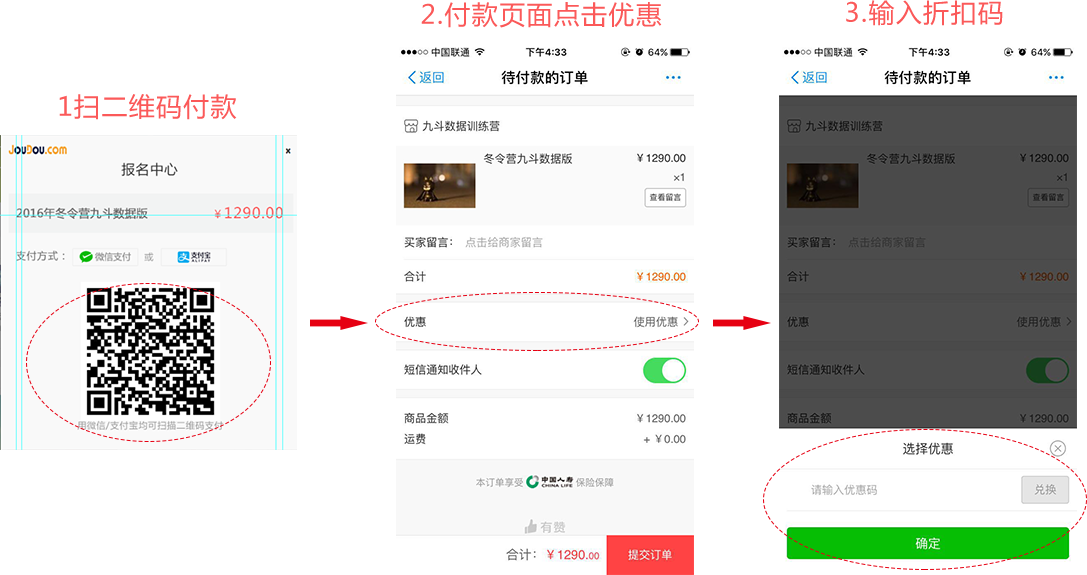 1扫二维码付款
JouDou.com
×
报名中心
2016年冬令营九斗数据版 ¥1290.00
支付方式： 微信支付 或 支付宝 ALIPAY
用微信/支付宝均可扫描二维码支付
2.付款页面点击优惠
中国联通 下午4:33 64%
返回 待付款的订单 •••
九斗数据训练营
冬令营九斗数据版 ¥1290.00
×1
查看留言
买家留言： 点击给商家留言
合计 ¥1290.00
优惠 使用优惠
短信通知收件人
商品金额 ¥1290.00
运费 + ¥0.00
本订单享受 中国人寿 CHINA LIFE 保险保障
有赞
合计： ¥1290.00 提交订单
3.输入折扣码
中国联通 下午4:33 64%
返回 待付款的订单 •••
九斗数据训练营
冬令营九斗数据版 ¥1290.00
×1
查看留言
买家留言： 点击给商家留言
合计 ¥1290.00
优惠 使用优惠
短信通知收件人
商品金额 ¥1290.00
选择优惠
请输入优惠码 兑换
确定